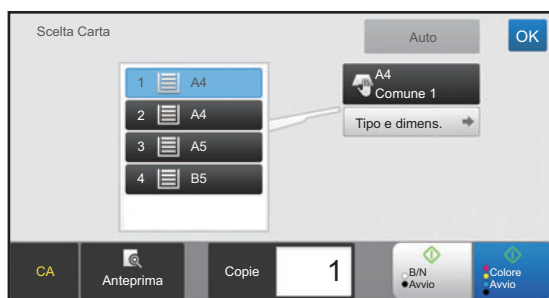 Scelta Carta
Auto
OK
1 A4
2 A4
3 A5
4 B5
A4
Comune 1
Tipo e dimens.
CA
Anteprima
Copie
1
B/N
Avvio
Colore
Avvio